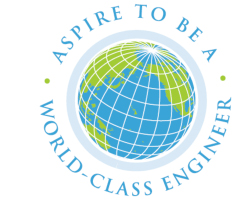 ASPIRE TO BE A
WORLD-CLASS ENGINEER